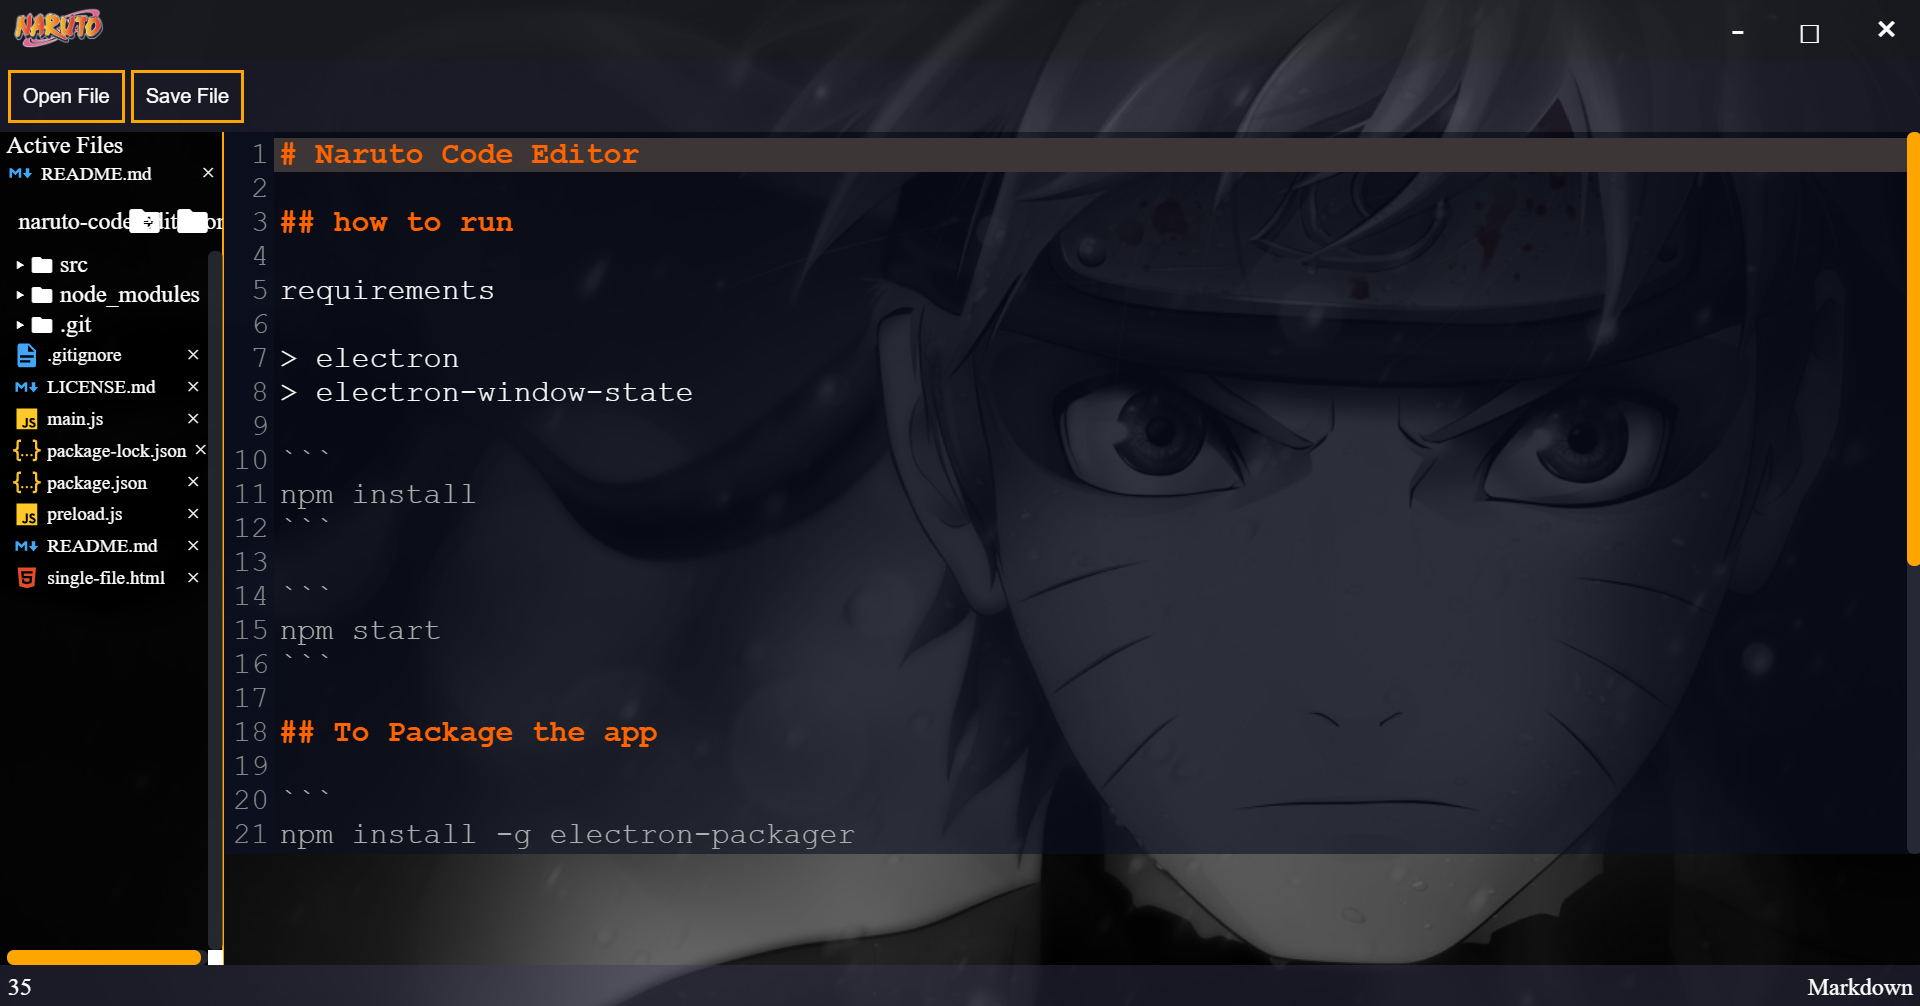 NARUTO
Open File
Save File
Active Files
README.md
naruto-code
src
node_modules
.git
.gitignore
LICENSE.md
main.js
package-lock.json
package.json
preload.js
README.md
single-file.html
1 # Naruto Code Editor
2
3 ## how to run
4
5 requirements
6
7 > electron
8 > electron-window-state
9
10 ```
11 npm install
12 ```
13
14 ```
15 npm start
16 ```
17
18 ## To Package the app
19
20 ```
21 npm install -g electron-packager
35
Markdown